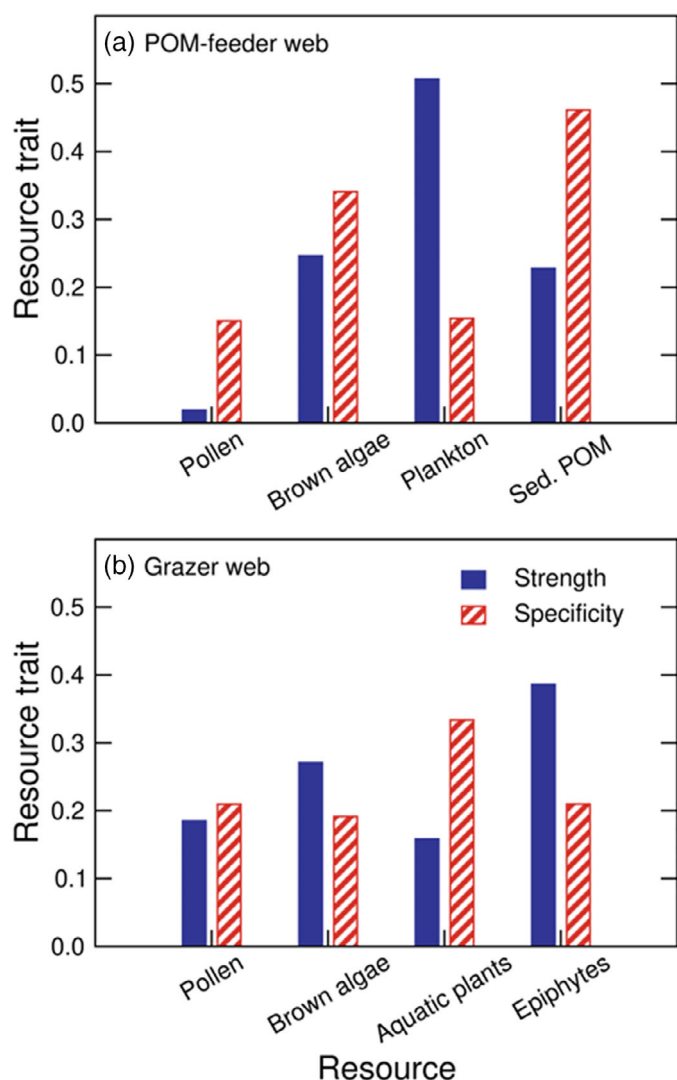 (a) POM-feeder web
Resource trait
0.5
0.4
0.3
0.2
0.1
0.0
Pollen
Brown algae
Plankton
Sed. POM
(b) Grazer web
Strength
Specificity
Resource trait
0.5
0.4
0.3
0.2
0.1
0.0
Pollen
Brown algae
Aquatic plants
Epiphytes
Resource